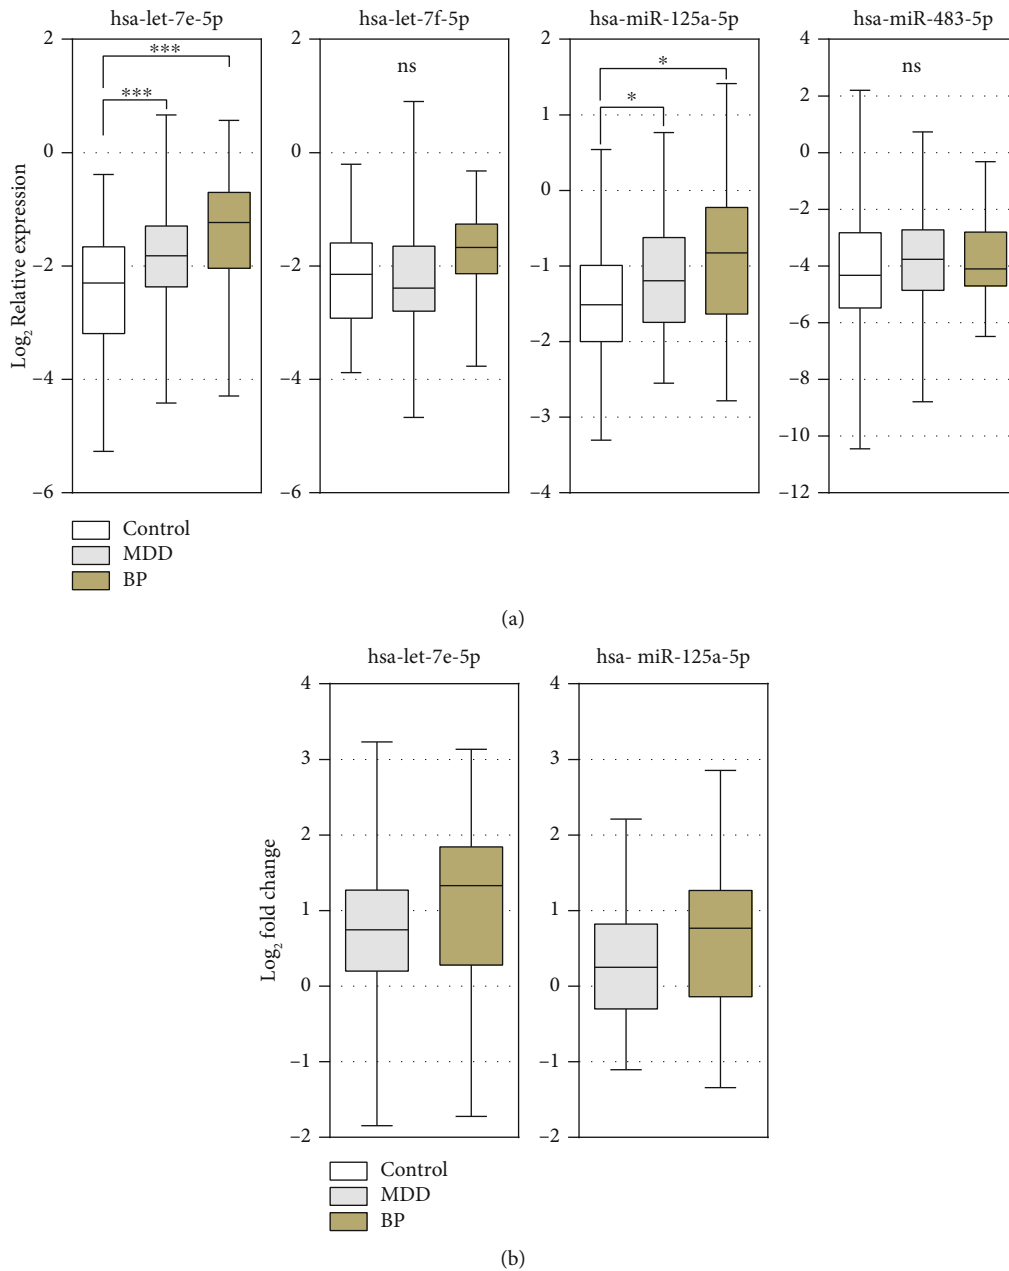 hsa-let-7e-5p
hsa-let-7f-5p
hsa-miR-125a-5p
hsa-miR-483-5p
Log₂ Relative expression
2
0
−2
−4
−6
***
***
2
0
−2
−4
−6
ns
2
1
0
−1
−2
−3
−4
*
*
4
2
0
−2
−4
−6
−8
−10
−12
ns
Control
MDD
BP
(a)
hsa-let-7e-5p
hsa- miR-125a-5p
Log₂ fold change
4
3
2
1
0
−1
−2
4
3
2
1
0
−1
−2
Control
MDD
BP
(b)